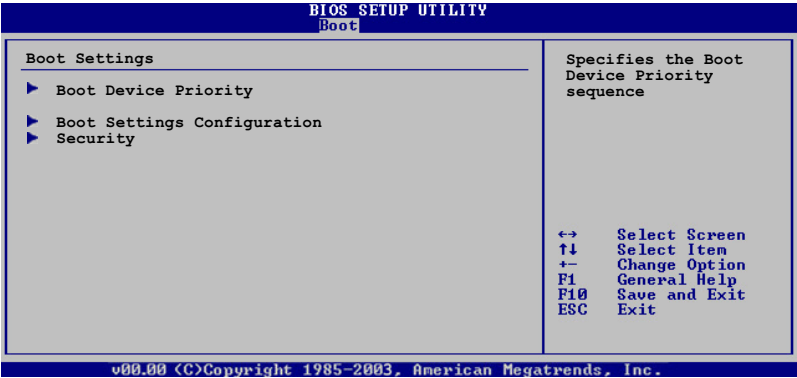 BIOS SETUP UTILITY
Boot
Boot Settings
Boot Device Priority
Boot Settings Configuration
Security
Specifies the Boot
Device Priority
sequence
←→ Select Screen
↑↓ Select Item
+- Change Option
F1 General Help
F10 Save and Exit
ESC Exit
v00.00 (C)Copyright 1985-2003, American Megatrends, Inc.